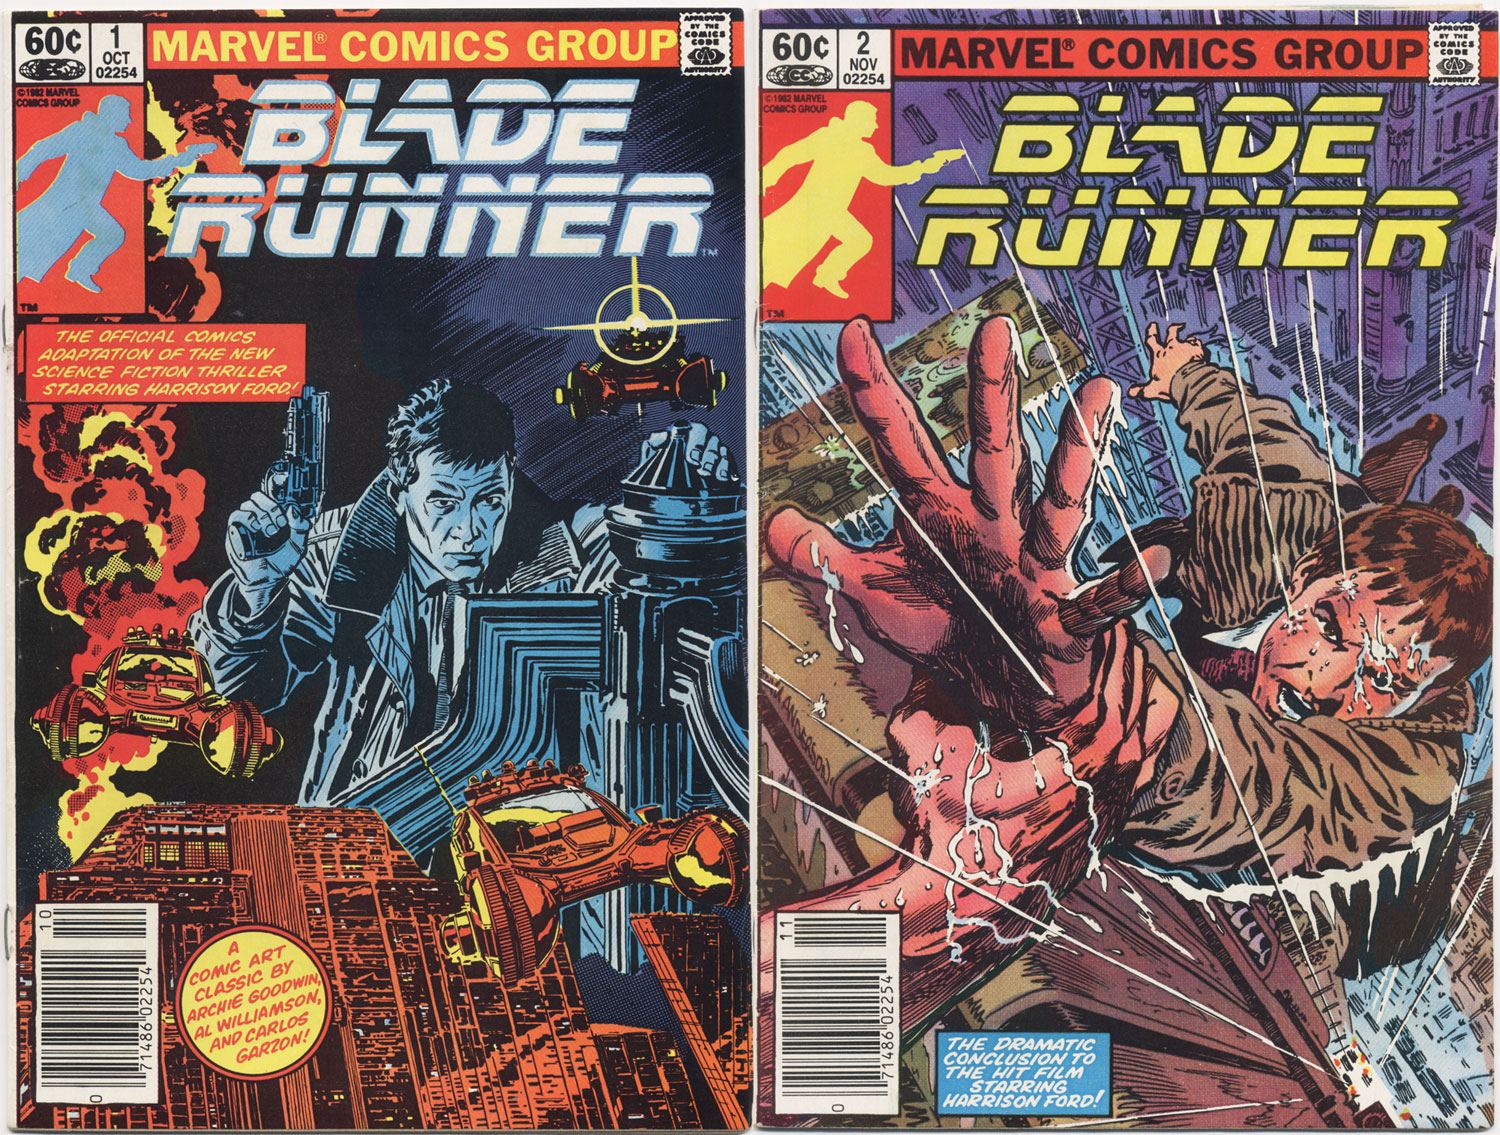 60¢
1
OCT
02254
MARVEL® COMICS GROUP
APPROVED
BY THE
COMICS
CODE
AUTHORITY
CC
©1982 MARVEL
COMICS GROUP
BLADE
RUNNER™
TM
THE OFFICIAL COMICS
ADAPTATION OF THE NEW
SCIENCE FICTION THRILLER
STARRING HARRISON FORD!
A
COMIC ART
CLASSIC BY
ARCHIE GOODWIN,
AL WILLIAMSON,
AND CARLOS
GARZON!
10
71486 02254
0
60¢
2
NOV
02254
MARVEL® COMICS GROUP
APPROVED
BY THE
COMICS
CODE
AUTHORITY
CC
©1982 MARVEL
COMICS GROUP
BLADE
RUNNER
TM
11
71486 02254
0
THE DRAMATIC
CONCLUSION TO
THE HIT FILM
STARRING
HARRISON FORD!